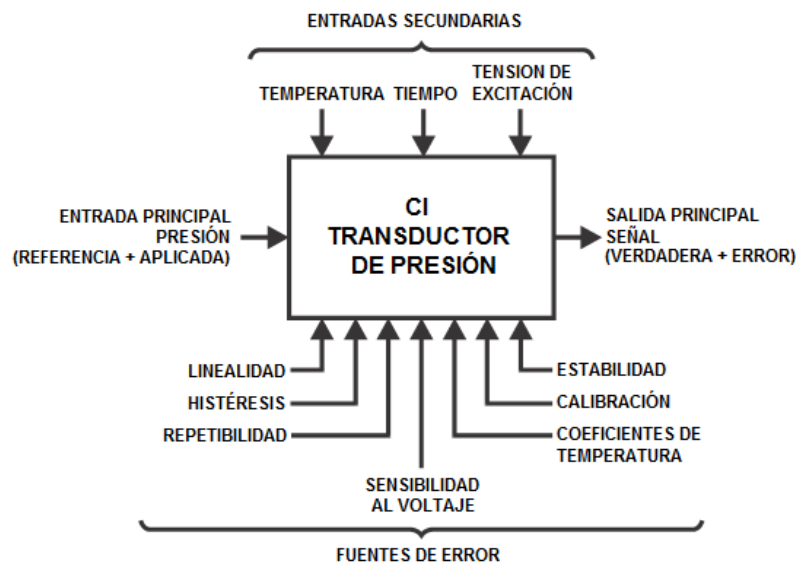 ENTRADAS SECUNDARIAS
TEMPERATURA
TIEMPO
TENSION DE
EXCITACIÓN
ENTRADA PRINCIPAL
PRESIÓN
(REFERENCIA + APLICADA)
CI
TRANSDUCTOR
DE PRESIÓN
SALIDA PRINCIPAL
SEÑAL
(VERDADERA + ERROR)
LINEALIDAD
HISTÉRESIS
REPETIBILIDAD
SENSIBILIDAD
AL VOLTAJE
ESTABILIDAD
CALIBRACIÓN
COEFICIENTES DE
TEMPERATURA
FUENTES DE ERROR